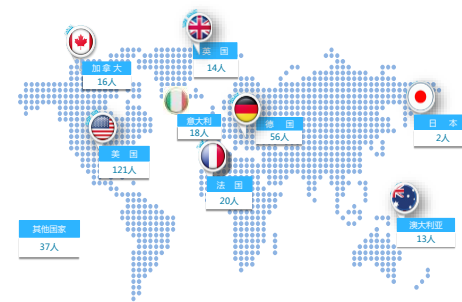 英 国
14人
加 拿 大
16人
意大利
18人
德 国
56人
日 本
2人
美 国
121人
法 国
20人
澳大利亚
13人
其他国家
37人